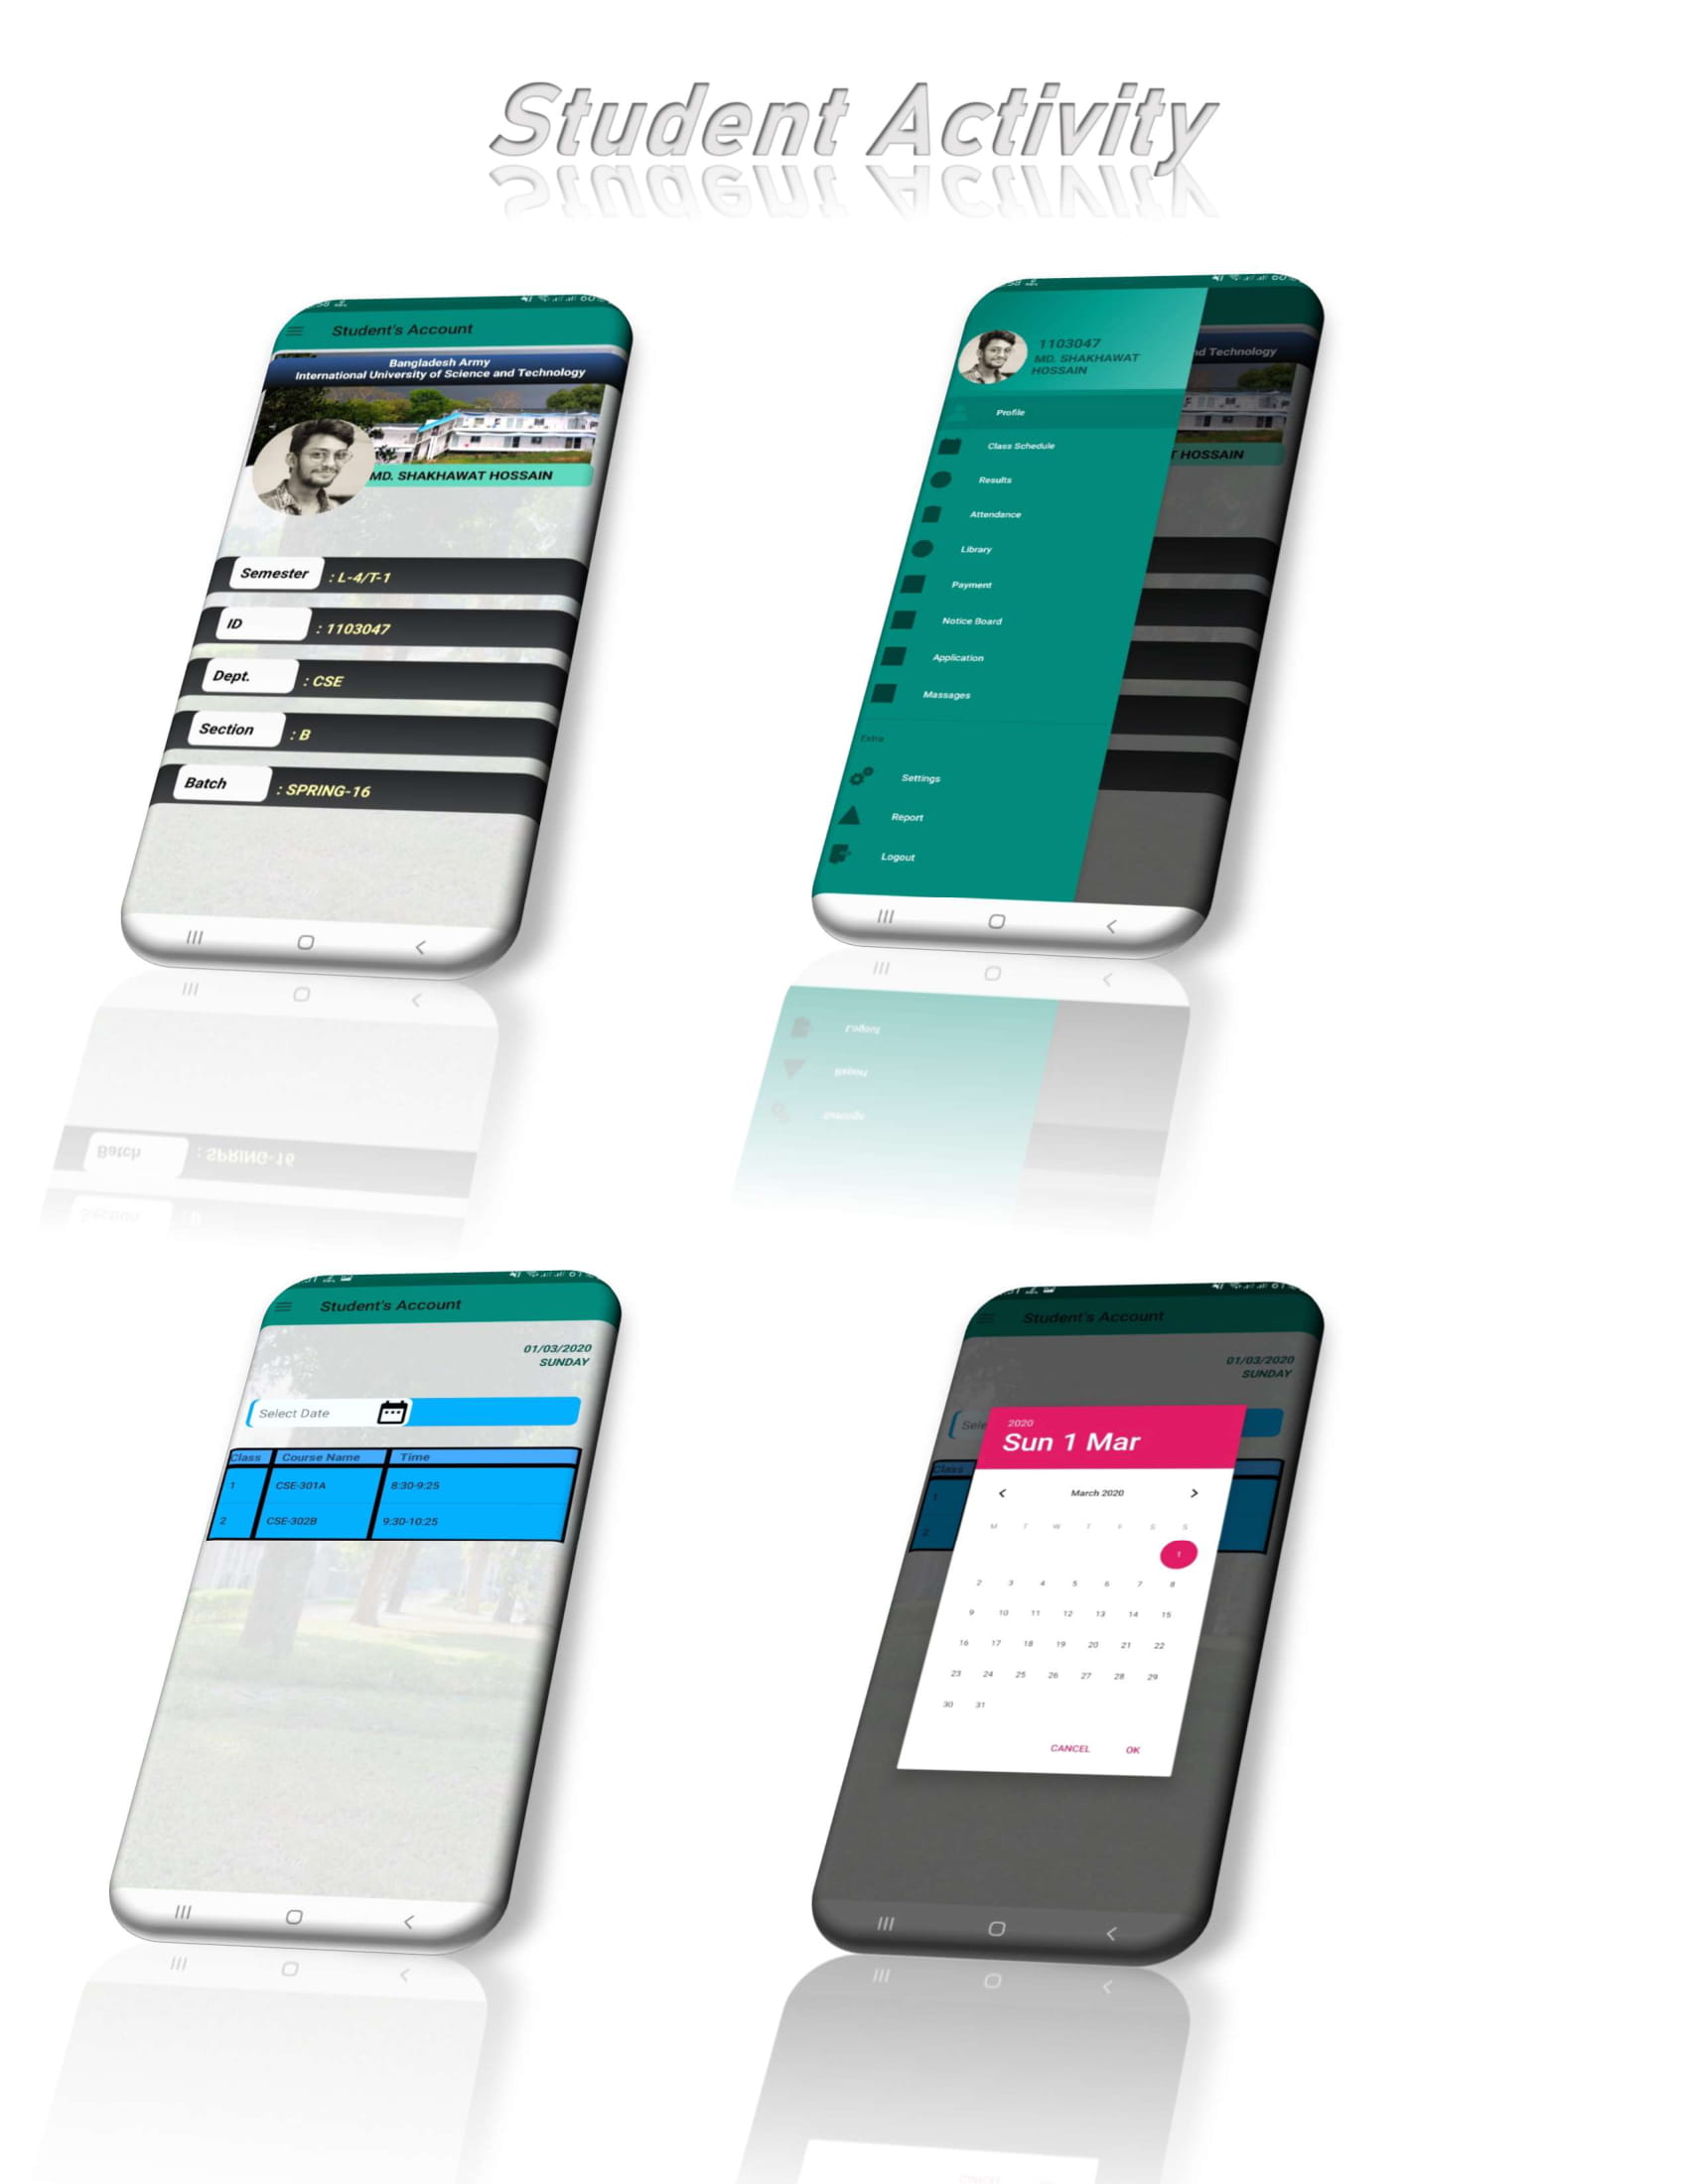 Student Activity
Student's Account
Bangladesh Army
International University of Science and Technology
MD. SHAKHAWAT HOSSAIN
Semester : L-4/T-1
ID : 1103047
Dept. : CSE
Section : B
Batch : SPRING-16
1103047
MD. SHAKHAWAT
HOSSAIN
nd Technology
T HOSSAIN
Profile
Class Schedule
Results
Attendance
Library
Payment
Notice Board
Application
Massages
Extra
Settings
Report
Logout
Student's Account
01/03/2020
SUNDAY
Select Date
Class Course Name Time
1 CSE-301A 8:30-9:25
2 CSE-302B 9:30-10:25
Student's Account
01/03/2020
SUNDAY
Sele
Class
1
2
2020
Sun 1 Mar
March 2020
M T W T F S S
1
2 3 4 5 6 7 8
9 10 11 12 13 14 15
16 17 18 19 20 21 22
23 24 25 26 27 28 29
30 31
CANCEL OK